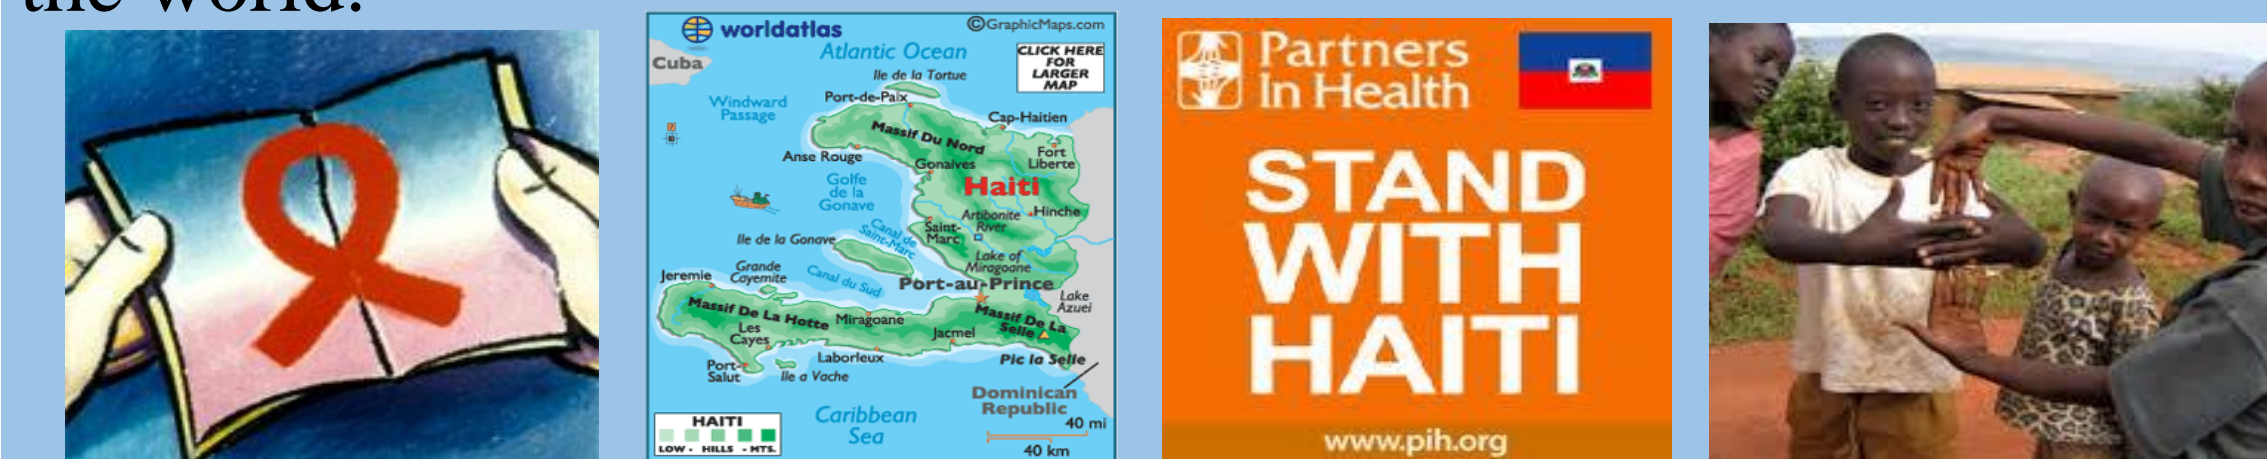 the world.
worldatlas
©GraphicMaps.com
Atlantic Ocean
CLICK HERE
FOR
LARGER
MAP
Cuba
Ile de la Tortue
Port-de-Paix
Windward
Passage
Cap-Haitien
Massif Du Nord
Anse Rouge
Gonaives
Fort
Liberte
Golfe
de la
Gonave
Haiti
Artibonite
River
Hinche
Saint-
Marc
Canal de
Saint-Marc
Ile de la Gonave
Lake of
Miragoane
Grande
Cayemite
Canal du Sud
Jeremie
Port-au-Prince
Lake
Azuei
Massif De La Hotte
Miragoane
Massif De La
Selle
Les
Cayes
Jacmel
Port-
Salut
Laborleux
Pic la Selle
Ile a Vache
Dominican
Republic
Caribbean
Sea
40 mi
40 km
HAITI
LOW - HILLS - MTS.
Partners
In Health
STAND
WITH
HAITI
www.pih.org